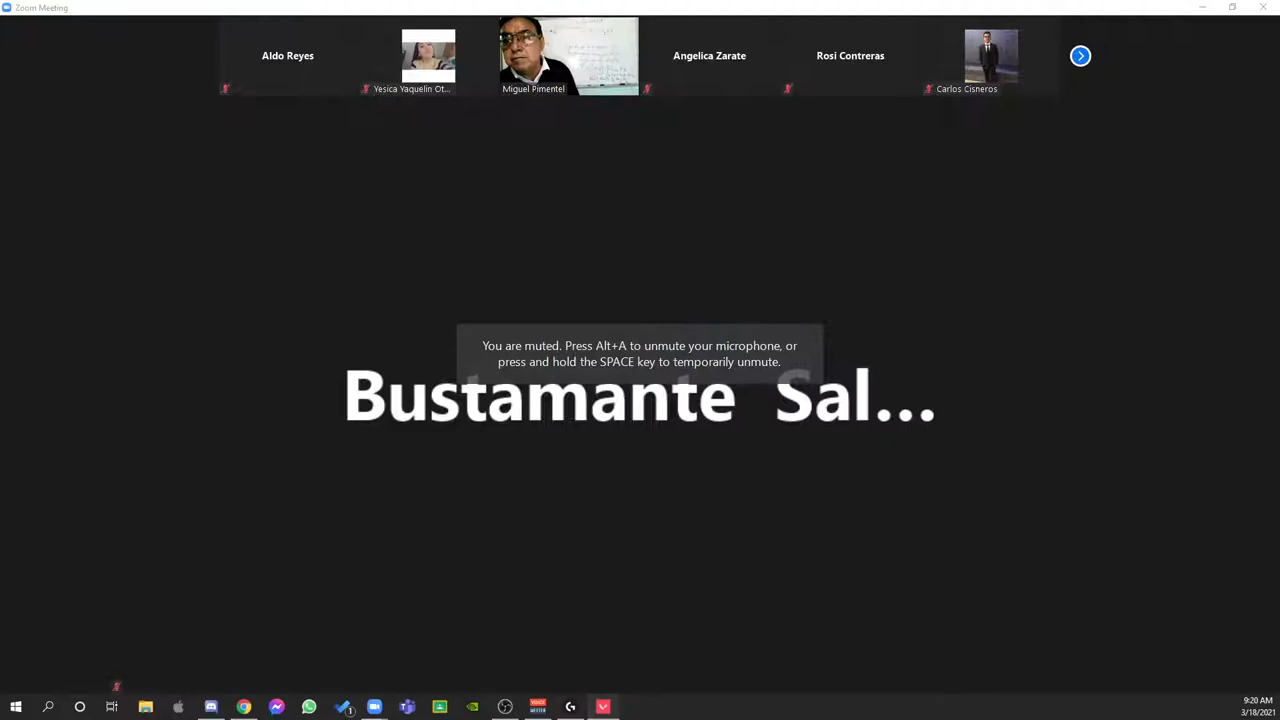 Zoom Meeting
Aldo Reyes
Yesica Yaquelin Ot...
Miguel Pimentel
Angelica Zarate
Rosi Contreras
Carlos Cisneros
You are muted. Press Alt+A to unmute your microphone, or
press and hold the SPACE key to temporarily unmute.
Bustamante Sal...
1
VOICE
9:20 AM
3/18/2021